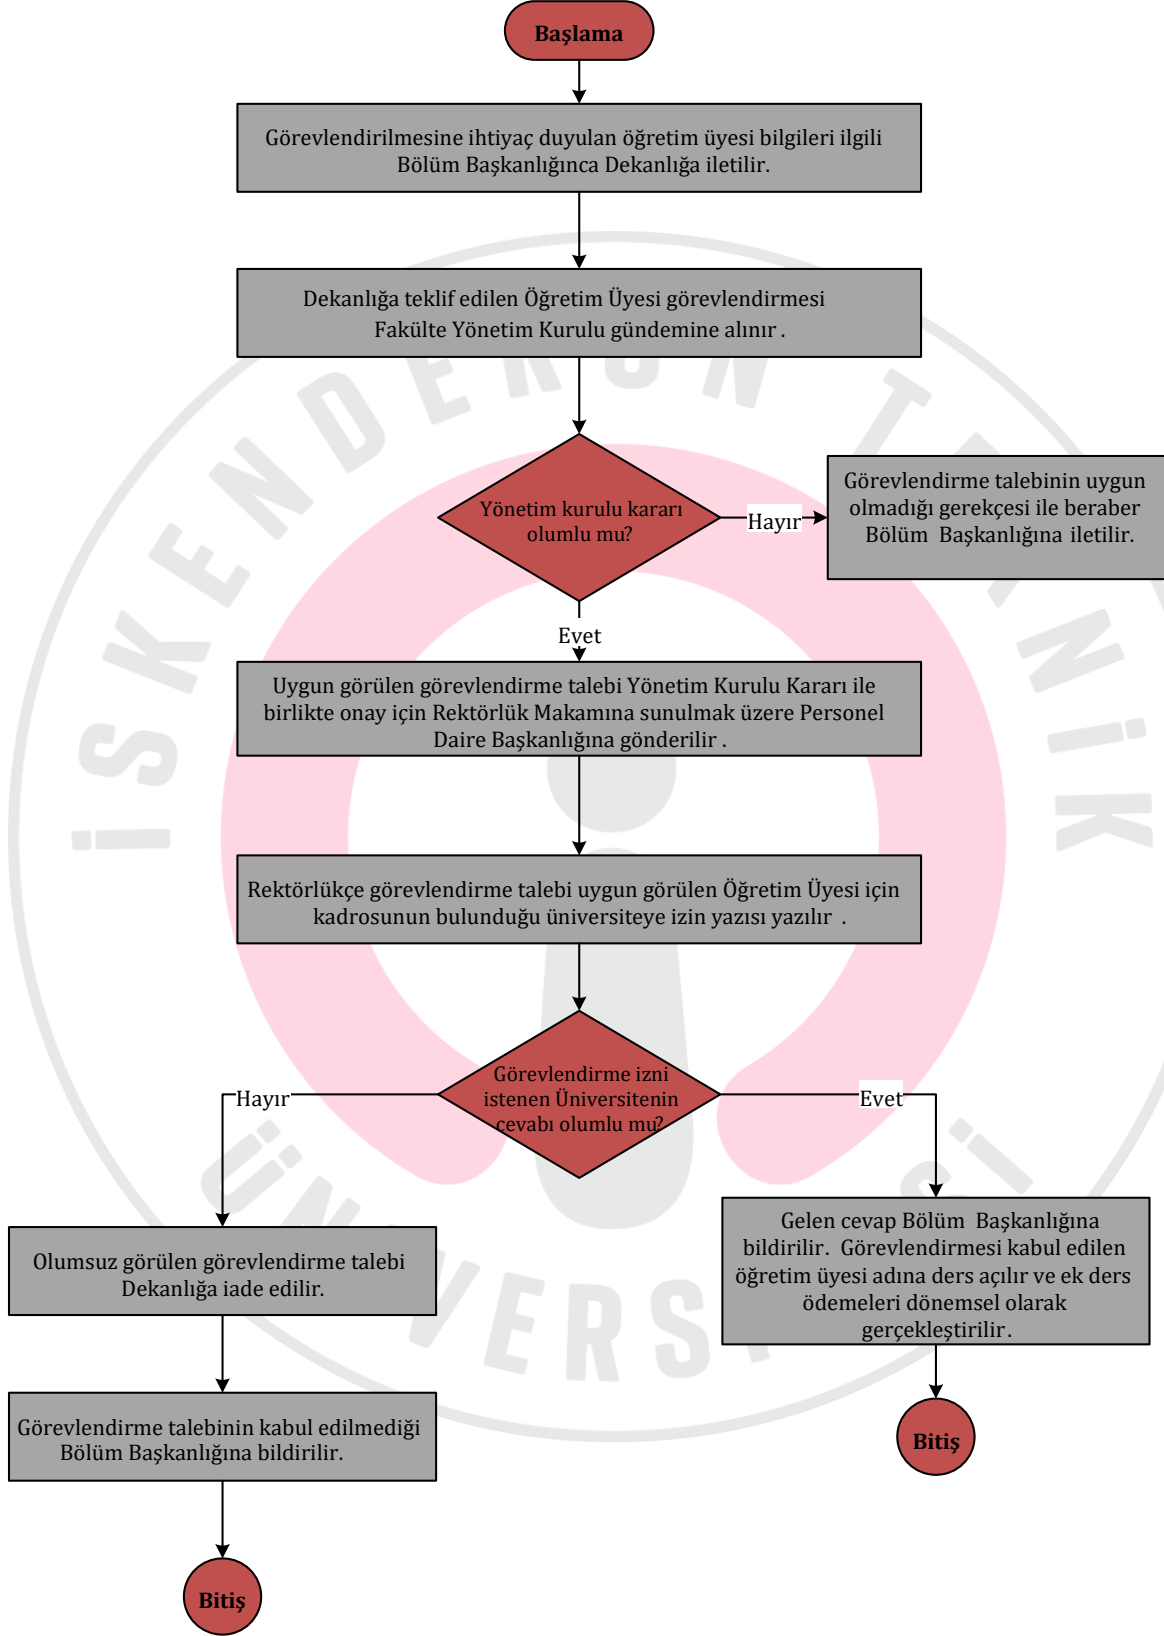 Başlama
Görevlendirilmesine ihtiyaç duyulan öğretim üyesi bilgileri ilgili
Bölüm Başkanlığınca Dekanlığa iletilir.
Dekanlığa teklif edilen Öğretim Üyesi görevlendirmesi
Fakülte Yönetim Kurulu gündemine alınır .
Yönetim kurulu kararı
olumlu mu?
Hayır
Görevlendirme talebinin uygun
olmadığı gerekçesi ile beraber
Bölüm Başkanlığına iletilir.
Evet
Uygun görülen görevlendirme talebi Yönetim Kurulu Kararı ile
birlikte onay için Rektörlük Makamına sunulmak üzere Personel
Daire Başkanlığına gönderilir .
Rektörlükçe görevlendirme talebi uygun görülen Öğretim Üyesi için
kadrosunun bulunduğu üniversiteye izin yazısı yazılır .
Görevlendirme izni
istenen Üniversitenin
cevabı olumlu mu?
Hayır
Evet
Olumsuz görülen görevlendirme talebi
Dekanlığa iade edilir.
Gelen cevap Bölüm Başkanlığına
bildirilir. Görevlendirmesi kabul edilen
öğretim üyesi adına ders açılır ve ek ders
ödemeleri dönemsel olarak
gerçekleştirilir .
Görevlendirme talebinin kabul edilmediği
Bölüm Başkanlığına bildirilir.
Bitiş
Bitiş
İSKENDERUN TEKNİK
ÜNİVERSİTESİ